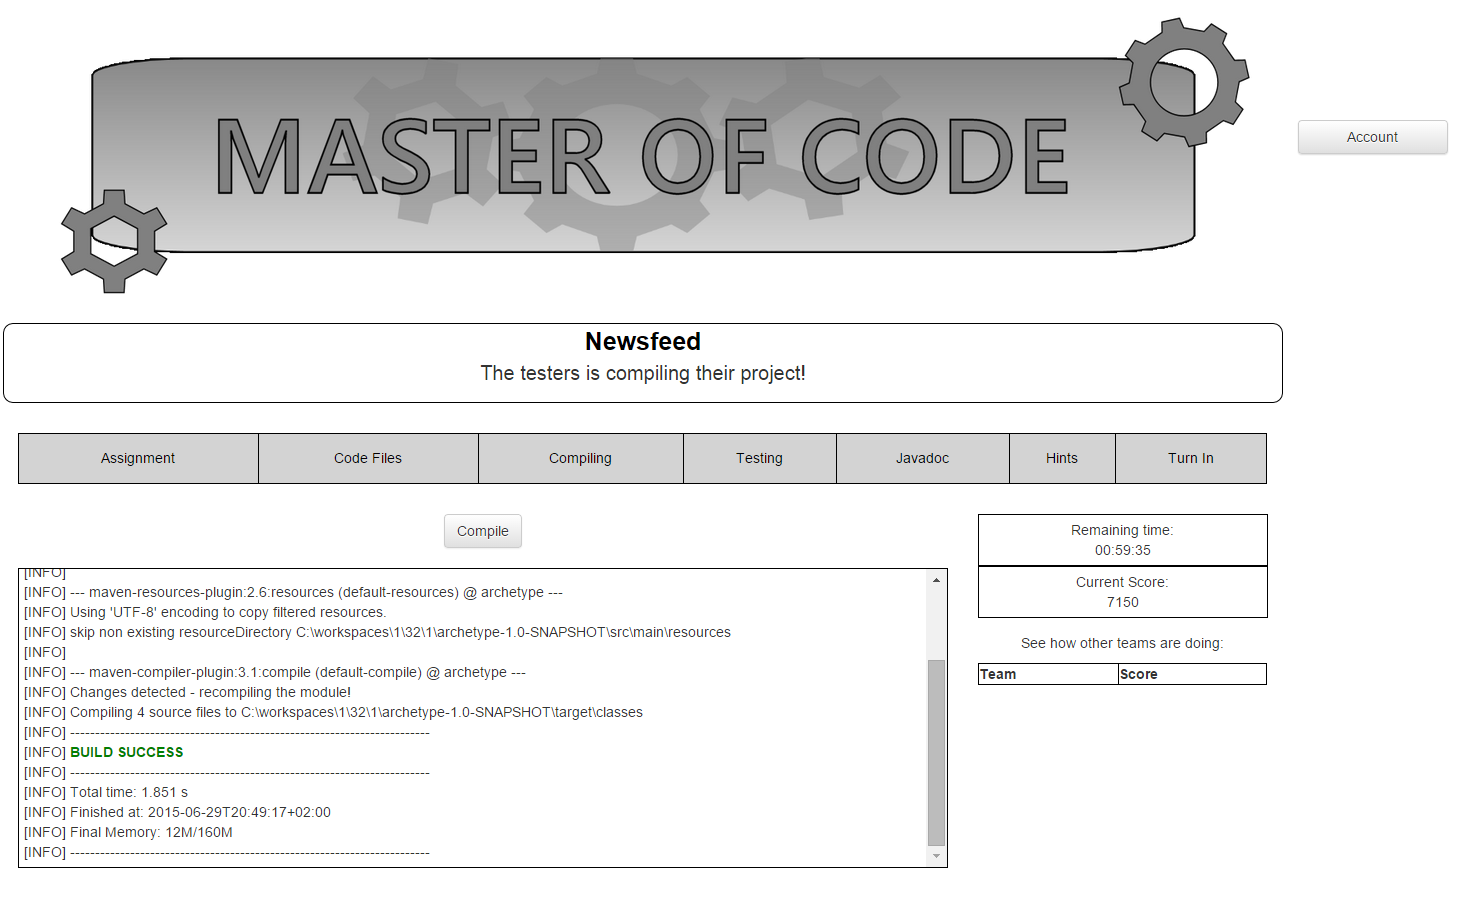 MASTER OF CODE
Account
Newsfeed
The testers is compiling their project!
Assignment Code Files Compiling Testing Javadoc Hints Turn In
Compile
[INFO]
[INFO] --- maven-resources-plugin:2.6:resources (default-resources) @ archetype ---
[INFO] Using 'UTF-8' encoding to copy filtered resources.
[INFO] skip non existing resourceDirectory C:\workspaces\1\32\1\archetype-1.0-SNAPSHOT\src\main\resources
[INFO]
[INFO] --- maven-compiler-plugin:3.1:compile (default-compile) @ archetype ---
[INFO] Changes detected - recompiling the module!
[INFO] Compiling 4 source files to C:\workspaces\1\32\1\archetype-1.0-SNAPSHOT\target\classes
[INFO] ------------------------------------------------------------------------
[INFO] BUILD SUCCESS
[INFO] ------------------------------------------------------------------------
[INFO] Total time: 1.851 s
[INFO] Finished at: 2015-06-29T20:49:17+02:00
[INFO] Final Memory: 12M/160M
[INFO] ------------------------------------------------------------------------
Remaining time:
00:59:35
Current Score:
7150
See how other teams are doing:
Team Score